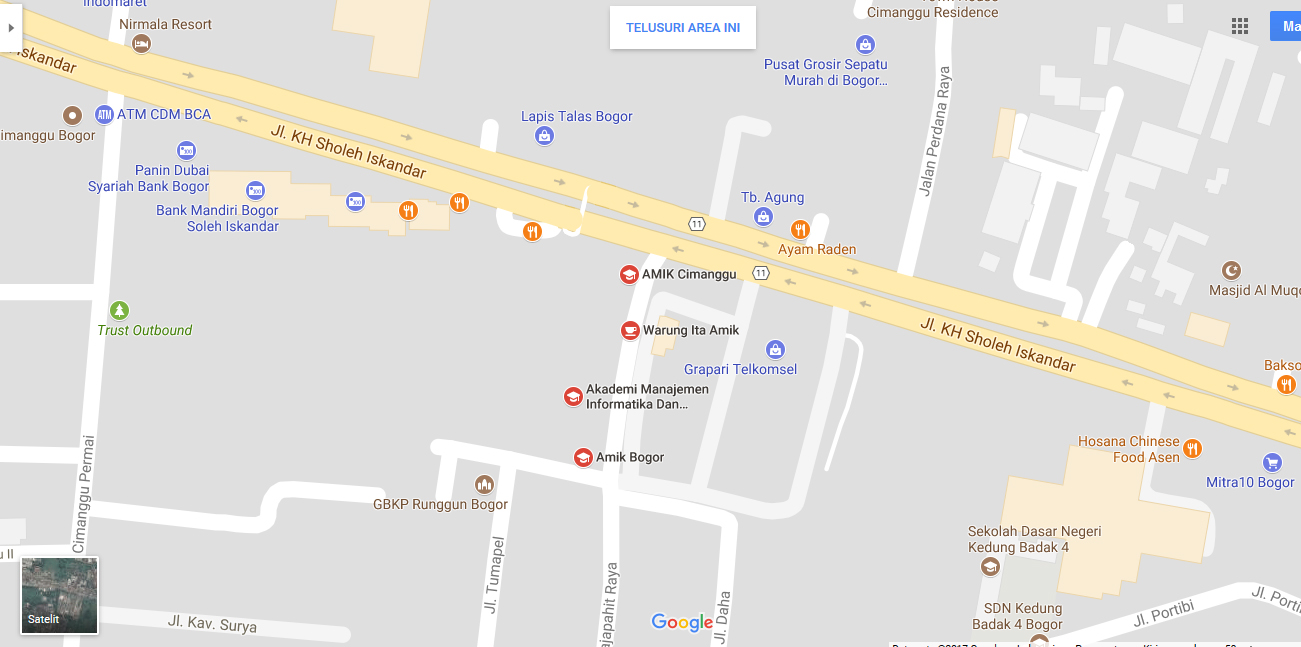 Indomaret
Nirmala Resort
TELUSURI AREA INI
Cimanggu Residence
Ma
Iskandar
Pusat Grosir Sepatu
Murah di Bogor...
ATM
ATM CDM BCA
imanggu Bogor
Lapis Talas Bogor
Jl. KH Sholeh Iskandar
Jalan Perdana Raya
Panin Dubai
Syariah Bank Bogor
Bank Mandiri Bogor
Soleh Iskandar
Tb. Agung
11
Ayam Raden
AMIK Cimanggu
11
Masjid Al Muqo
Trust Outbound
Warung Ita Amik
Jl. KH Sholeh Iskandar
Grapari Telkomsel
Bakso
Akademi Manajemen
Informatika Dan...
Amik Bogor
Hosana Chinese
Food Asen
Mitra10 Bogor
GBKP Runggun Bogor
Cimanggu Permai
Sekolah Dasar Negeri
Kedung Badak 4
Jl. Tumapel
ajapahit Raya
Jl. Daha
u II
Satelit
Jl. Kav. Surya
Google
SDN Kedung
Badak 4 Bogor
Jl. Portibi
Jl. Porti